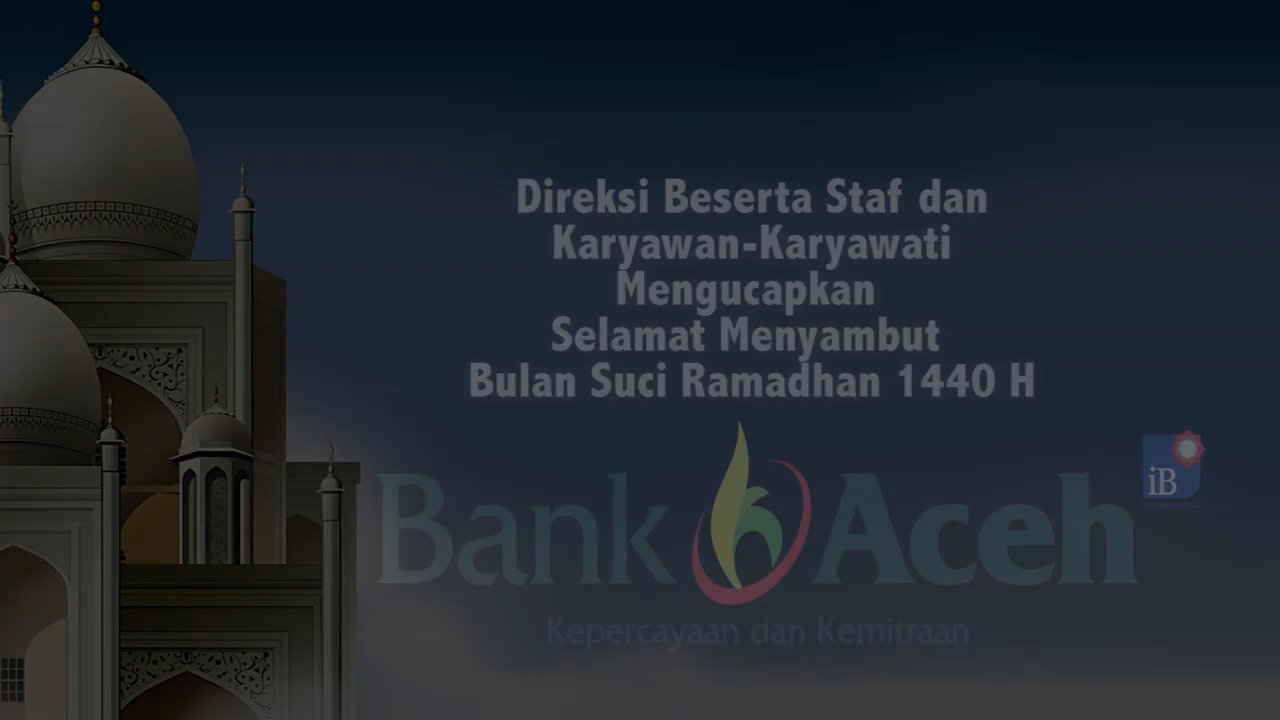 Direksi Beserta Staf dan
Karyawan-Karyawati
Mengucapkan
Selamat Menyambut
Bulan Suci Ramadhan 1440 H
Bank Aceh
iB
Kepercayaan dan Kemitraan